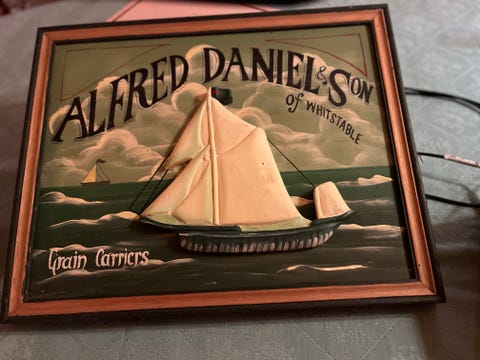 ALFRED DANIEL & SON
of WHITSTABLE
Grain Carriers